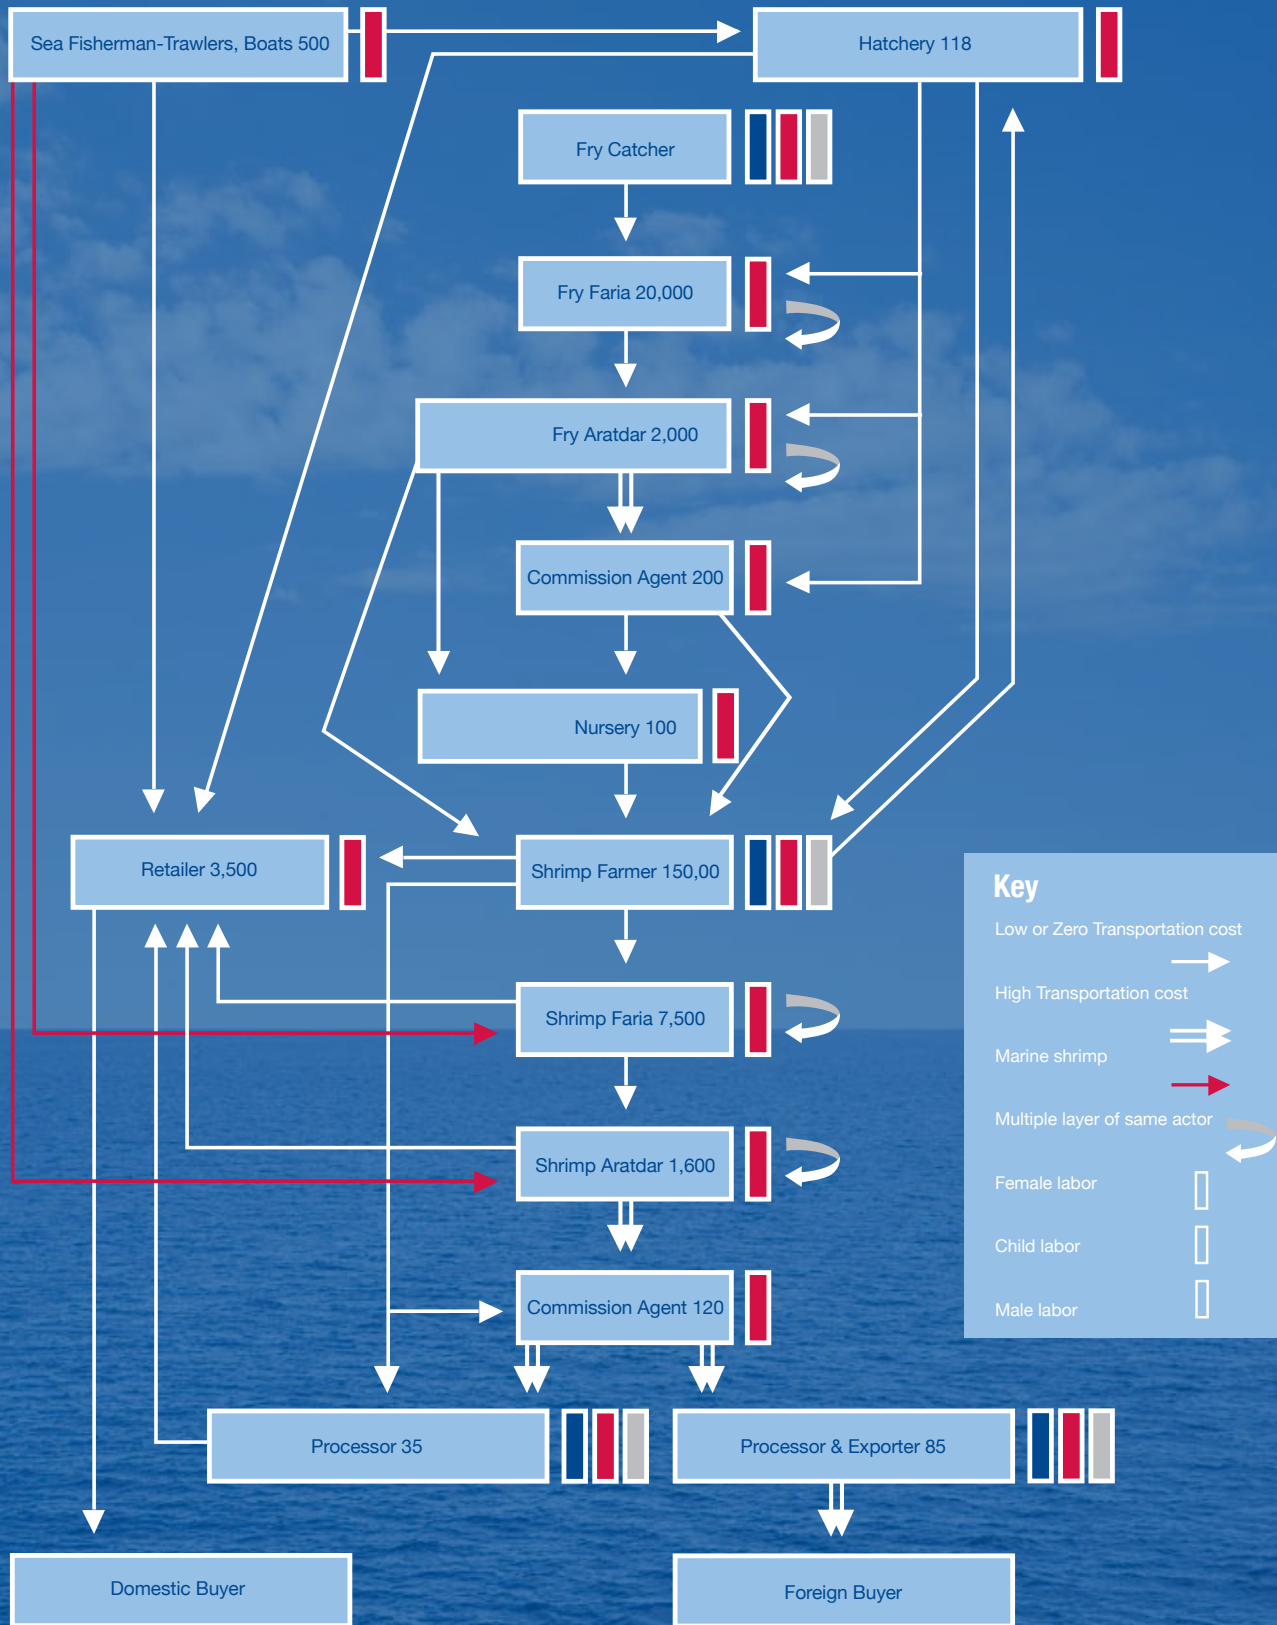 Sea Fisherman-Trawlers, Boats 500
Hatchery 118
Fry Catcher
Fry Faria 20,000
Fry Aratdar 2,000
Commission Agent 200
Nursery 100
Retailer 3,500
Shrimp Farmer 150,00
Key
Low or Zero Transportation cost
High Transportation cost
Marine shrimp
Multiple layer of same actor
Female labor
Child labor
Male labor
Shrimp Faria 7,500
Shrimp Aratdar 1,600
Commission Agent 120
Processor 35
Processor & Exporter 85
Domestic Buyer
Foreign Buyer